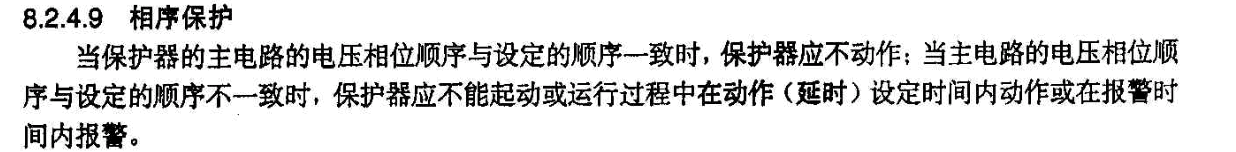 8.2.4.9 相序保护
当保护器的主电路的电压相位顺序与设定的顺序一致时，保护器应不动作；当主电路的电压相位顺
序与设定的顺序不一致时，保护器应不能起动或运行过程中在动作（延时）设定时间内动作或在报警时
间内报警。